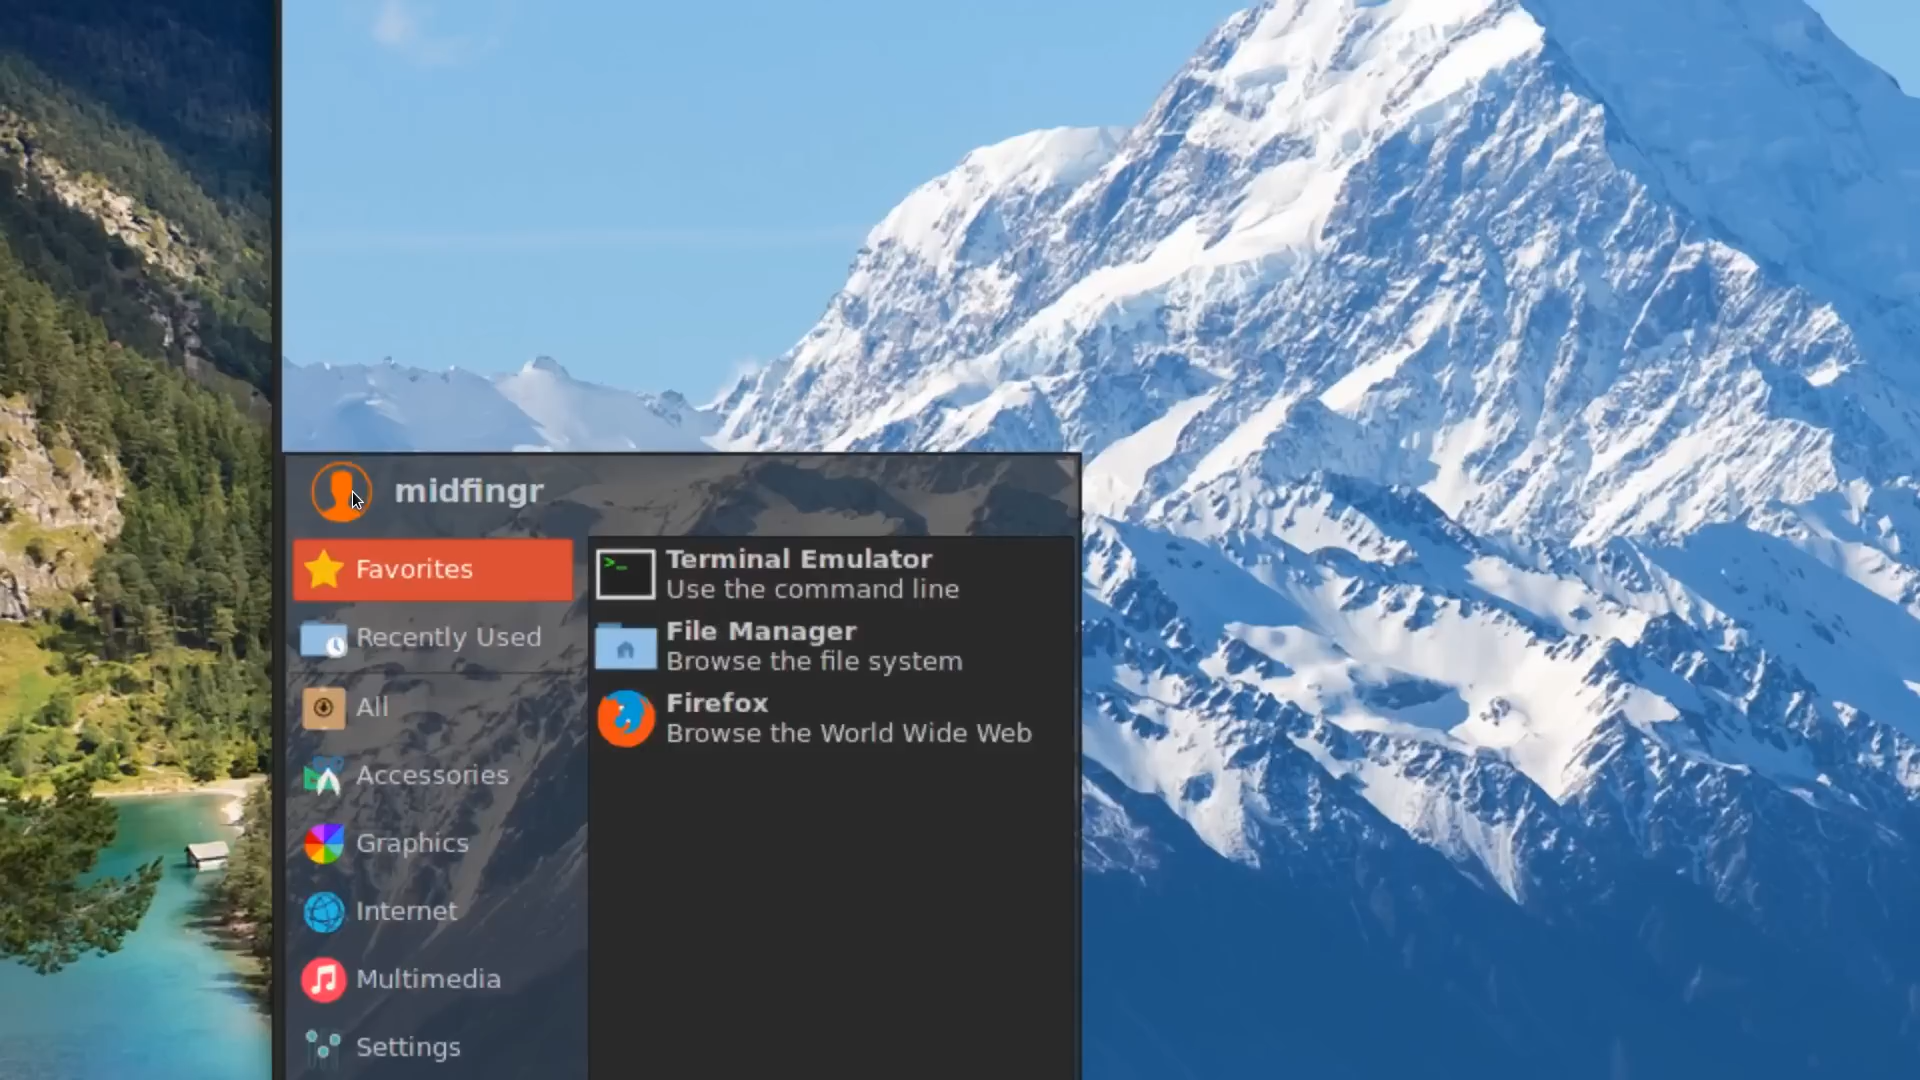 midfingr
Favorites
Recently Used
All
Accessories
Graphics
Internet
Multimedia
Settings
>_
Terminal Emulator
Use the command line
File Manager
Browse the file system
Firefox
Browse the World Wide Web